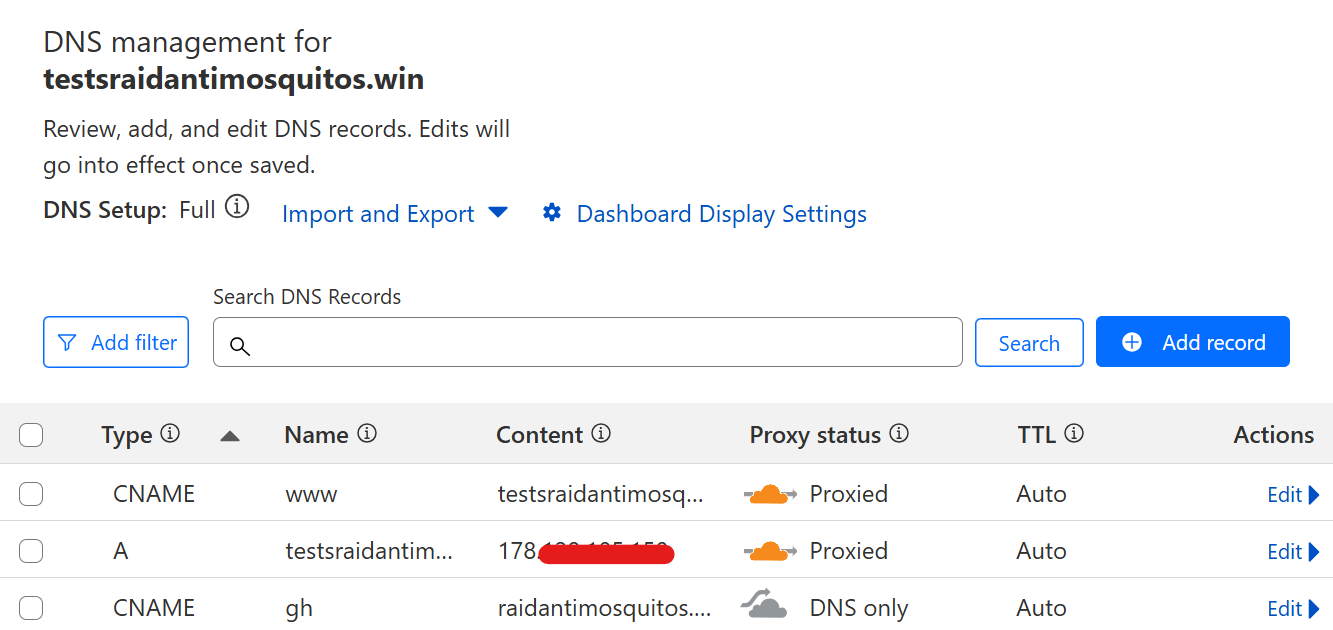 DNS management for
testsraidantimosquitos.win
Review, add, and edit DNS records. Edits will
go into effect once saved.
DNS Setup: Full
Import and Export
Dashboard Display Settings
Search DNS Records
Add filter
Search
Add record
Type Name Content Proxy status TTL Actions
CNAME www testsraidantimosq... Proxied Auto Edit
A testsraidantim... 178. Proxied Auto Edit
CNAME gh raidantimosquitos.... DNS only Auto Edit